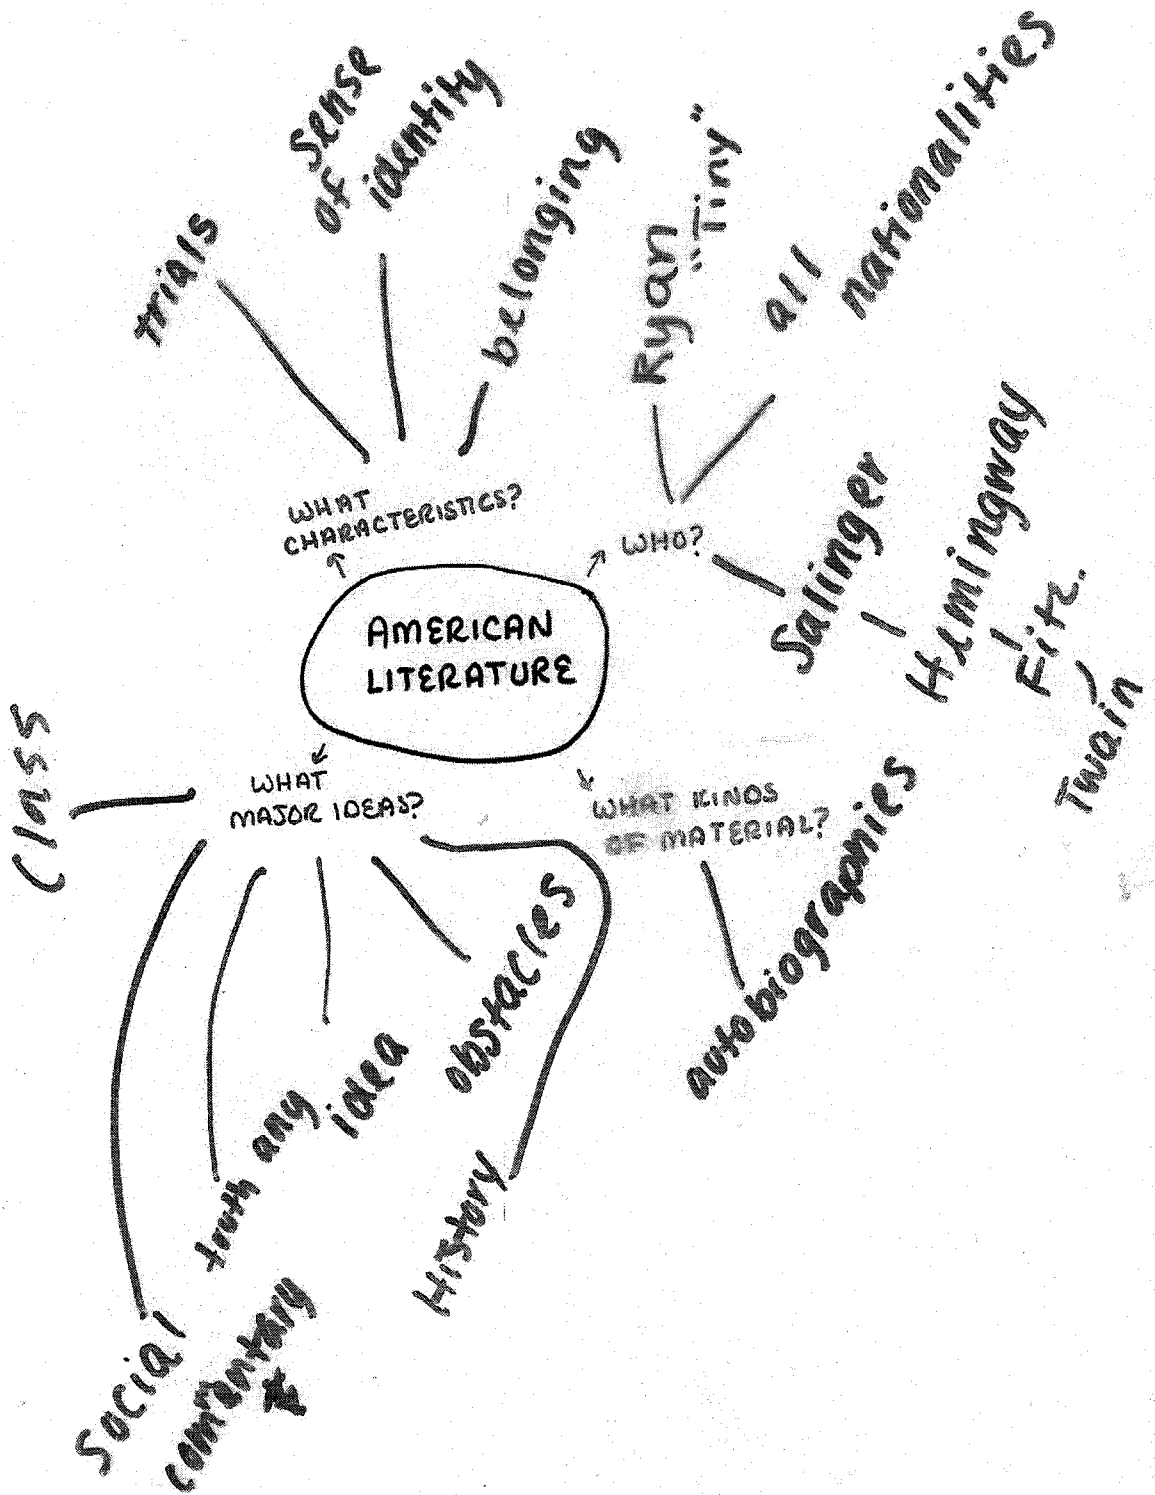 trials
sense
of identity
belonging
Ryan
"Tiny"
all
nationalities
WHAT
CHARACTERISTICS?
WHO?
Salinger
Hemingway
Fitz.
Twain
AMERICAN
LITERATURE
Class
WHAT
MAJOR IDEAS?
WHAT KINDS
OF MATERIAL?
autobiographies
obstacles
any
idea
truth
History
Social
comentary